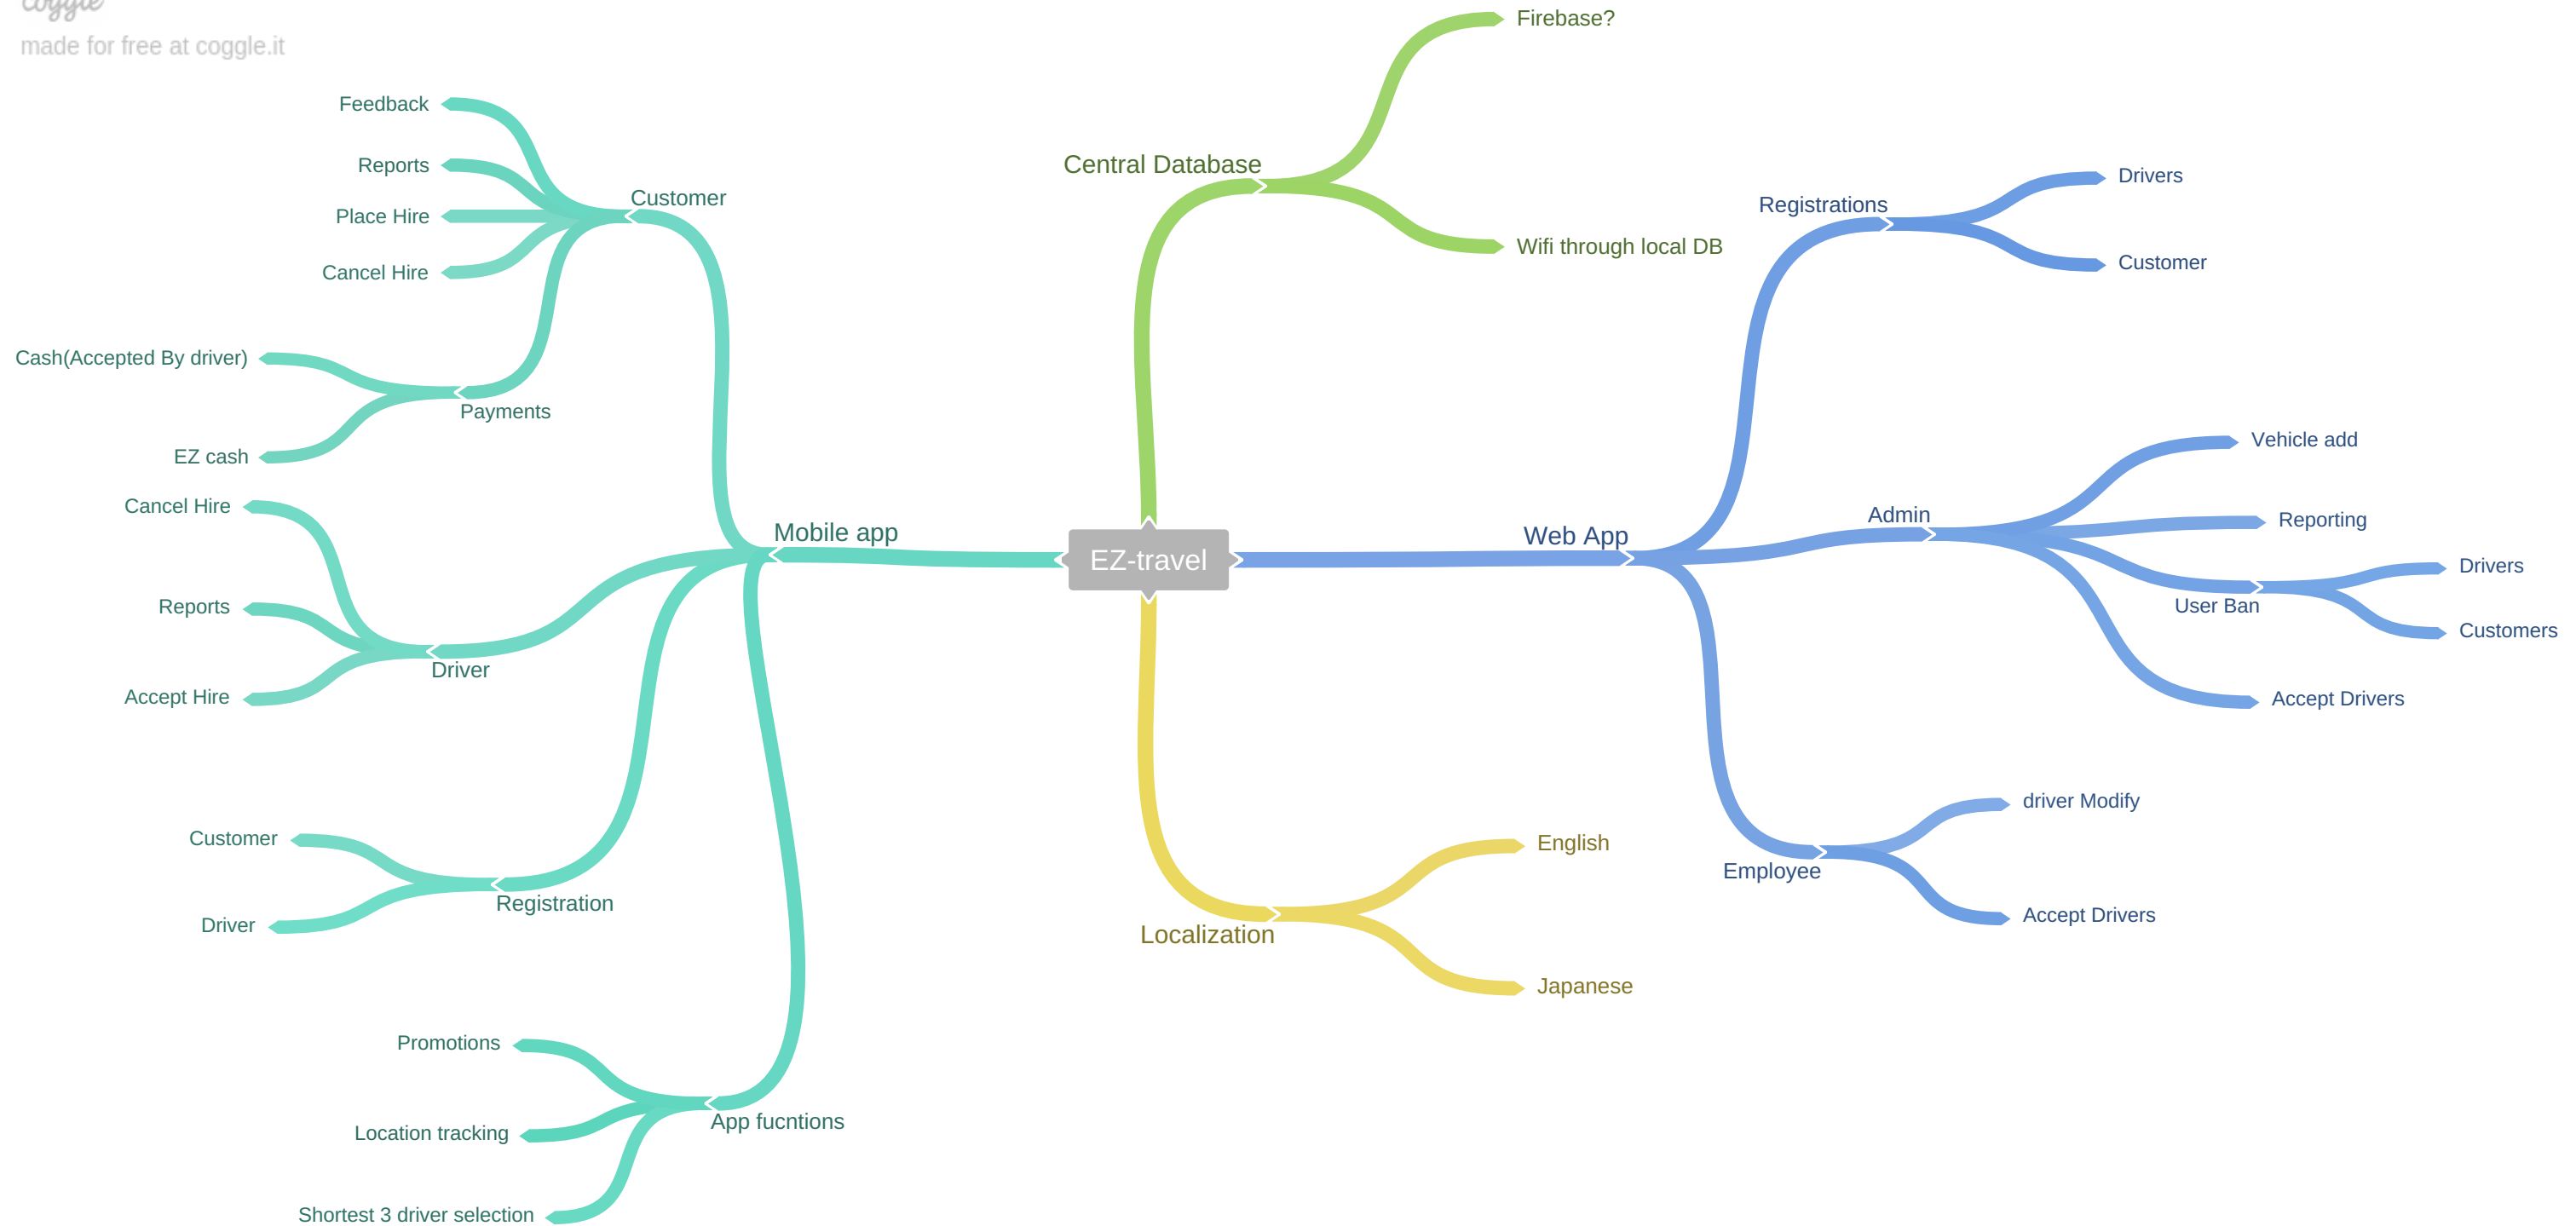 coggle
made for free at coggle.it
Feedback
Reports
Place Hire
Cancel Hire
Customer
Cash(Accepted By driver)
EZ cash
Payments
Cancel Hire
Reports
Accept Hire
Driver
Mobile app
Customer
Driver
Registration
Promotions
Location tracking
Shortest 3 driver selection
App fucntions
EZ-travel
Central Database
Firebase?
Wifi through local DB
Localization
English
Japanese
Web App
Registrations
Drivers
Customer
Admin
Vehicle add
Reporting
User Ban
Drivers
Customers
Accept Drivers
Employee
driver Modify
Accept Drivers